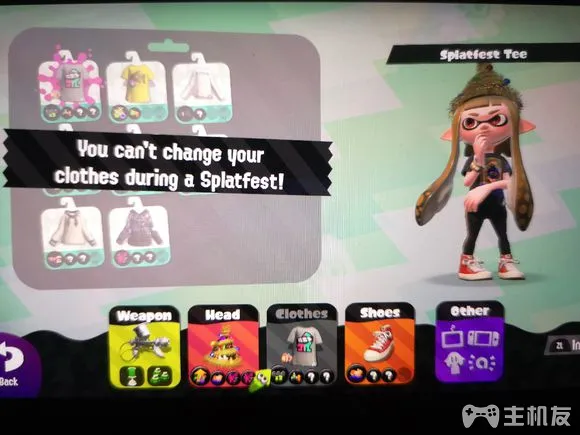 Splatfest Tee
You can't change your
clothes during a Splatfest!
Weapon
Head
Clothes
Shoes
Other
Back
ZL In
主机友